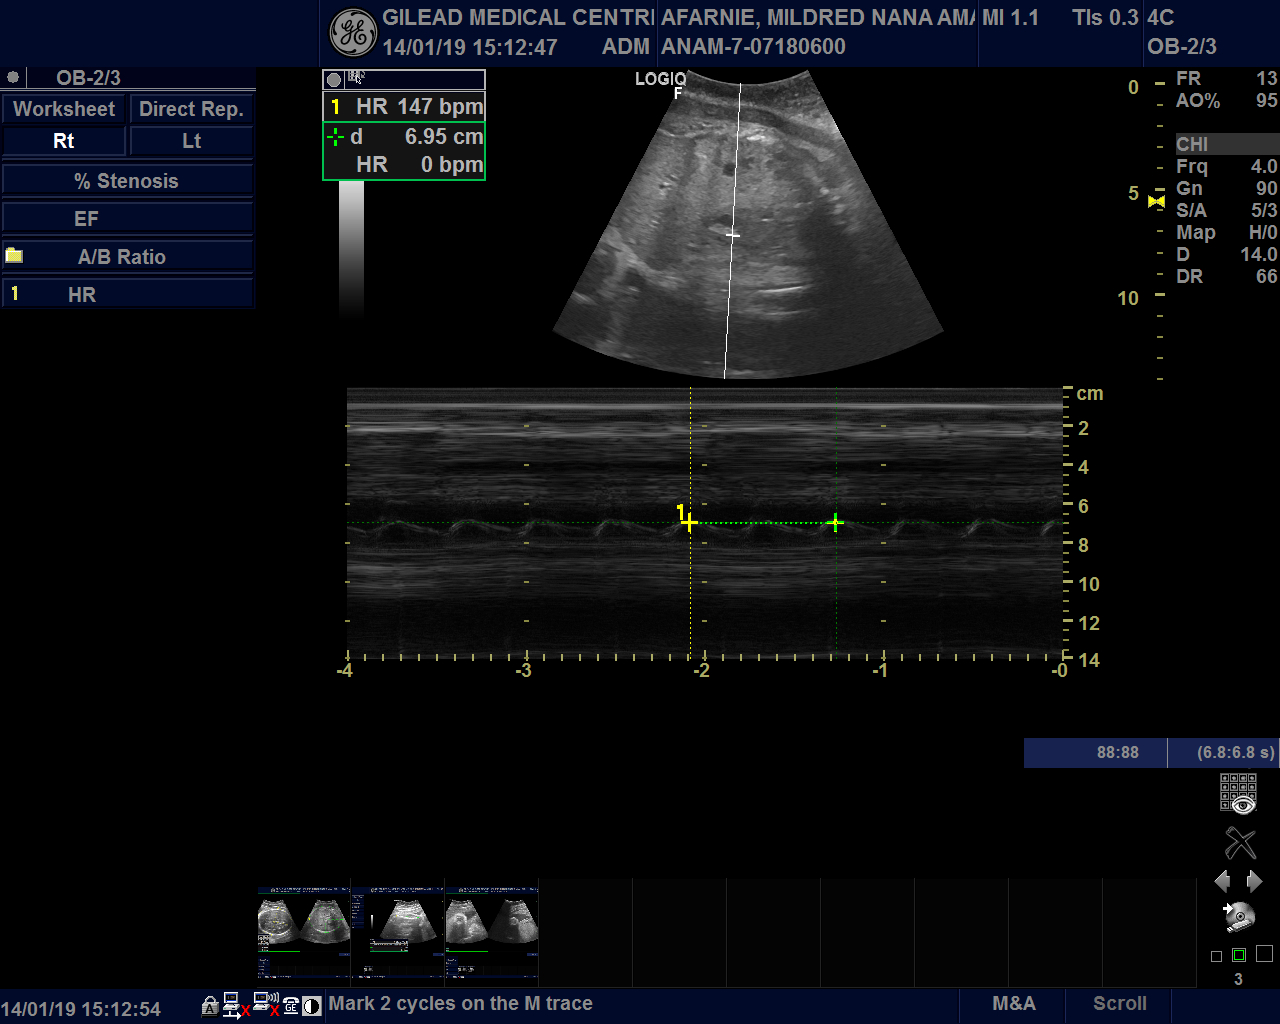 GILEAD MEDICAL CENTRI AFARNIE, MILDRED NANA AMA MI 1.1 TIs 0.3 4C
14/01/19 15:12:47 ADM ANAM-7-07180600 OB-2/3
OB-2/3
Worksheet Direct Rep.
Rt Lt
% Stenosis
EF
A/B Ratio
1 HR
1 HR 147 bpm
d 6.95 cm
HR 0 bpm
LOGIQ
F
0
5
10
FR 13
AO% 95
CHI
Frq 4.0
Gn 90
S/A 5/3
Map H/0
D 14.0
DR 66
cm
2
4
6
8
10
12
14
1
-4 -3 -2 -1 -0
88:88 (6.8:6.8 s)
3
14/01/19 15:12:54 Mark 2 cycles on the M trace M&A Scroll